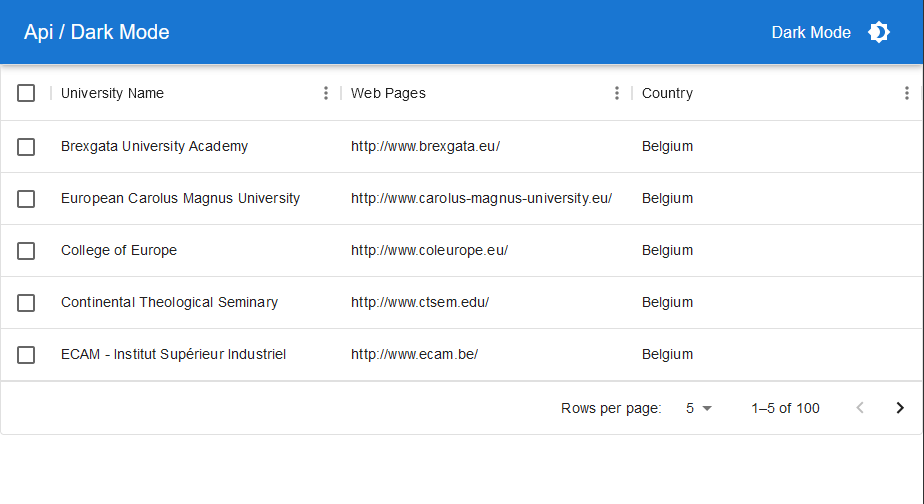 Api / Dark Mode Dark Mode
University Name Web Pages Country
Brexgata University Academy http://www.brexgata.eu/ Belgium
European Carolus Magnus University http://www.carolus-magnus-university.eu/ Belgium
College of Europe http://www.coleurope.eu/ Belgium
Continental Theological Seminary http://www.ctsem.edu/ Belgium
ECAM - Institut Supérieur Industriel http://www.ecam.be/ Belgium
Rows per page: 5 1–5 of 100